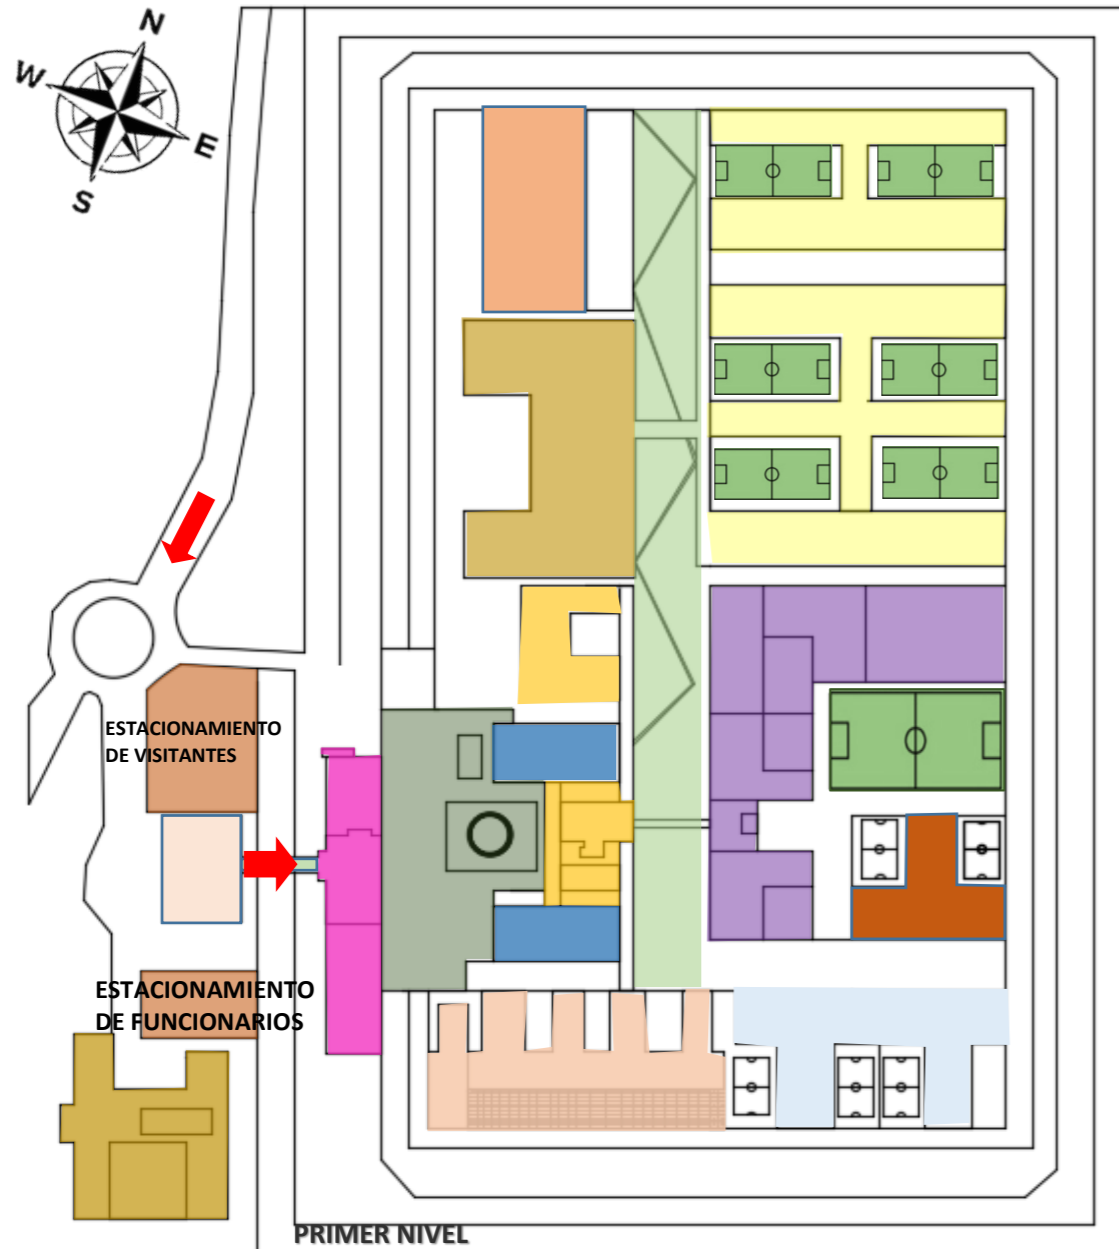 N
W
E
S
ESTACIONAMIENTO
DE VISITANTES
ESTACIONAMIENTO
DE FUNCIONARIOS
PRIMER NIVEL